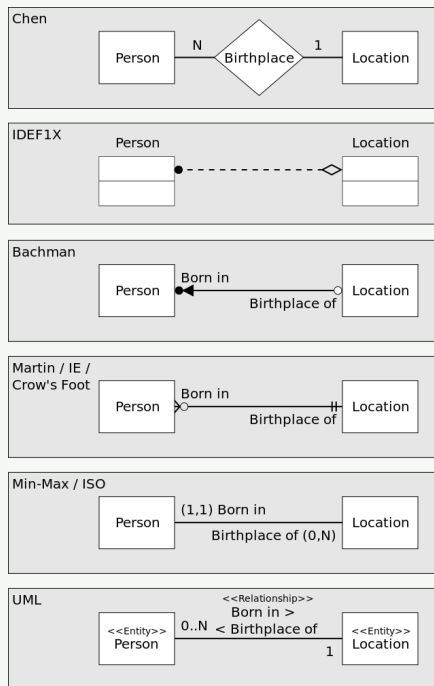 Chen
Person
N
Birthplace
1
Location
IDEF1X
Person
Location
Bachman
Person
Born in
Birthplace of
Location
Martin / IE /
Crow's Foot
Person
Born in
Birthplace of
Location
Min-Max / ISO
Person
(1,1) Born in
Birthplace of (0,N)
Location
UML
<<Entity>>
Person
0..N
<<Relationship>>
Born in >
< Birthplace of
1
<<Entity>>
Location